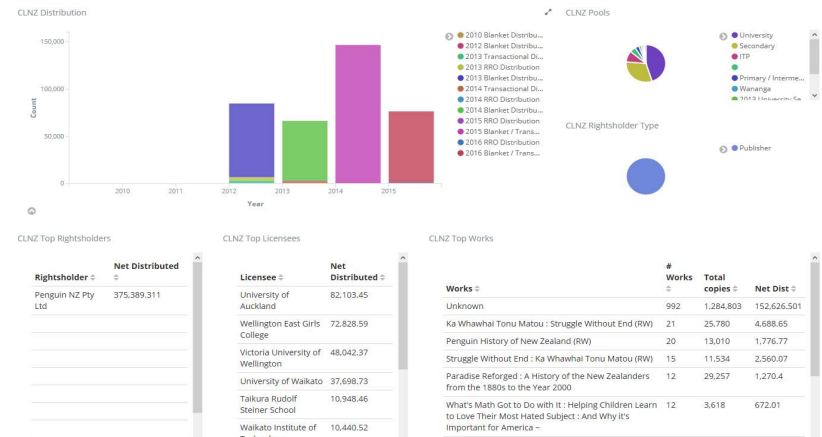 CLNZ Distribution
150,000
100,000
50,000
0
Count
2010 2011 2012 2013 2014 2015
Year
2010 Blanket Distribu...
2012 Blanket Distribu...
2013 Transactional Di...
2013 RRO Distribution
2013 Blanket Distribu...
2014 Transactional Di...
2014 RRO Distribution
2014 Blanket Distribu...
2015 RRO Distribution
2015 Blanket / Trans...
2016 RRO Distribution
2016 Blanket / Trans...
CLNZ Pools
University
Secondary
ITP
Primary / Interme...
Wananga
2013 University Se
CLNZ Rightsholder Type
Publisher
CLNZ Top Rightsholders
Rightsholder Net Distributed
Penguin NZ Pty 375,389.311
Ltd
CLNZ Top Licensees
Net
Licensee Distributed
University of 82,103.45
Auckland
Wellington East Girls 72,828.59
College
Victoria University of 48,042.37
Wellington
University of Waikato 37,698.73
Taikura Rudolf 10,948.46
Steiner School
Waikato Institute of 10,440.52
CLNZ Top Works
#
Works Total
Works copies Net Dist
Unknown 992 1,284,803 152,626.501
Ka Whawhai Tonu Matou : Struggle Without End (RW) 21 25,780 4,688.65
Penguin History of New Zealand (RW) 20 13,010 1,776.77
Struggle Without End : Ka Whawhai Tonu Matou (RW) 15 11,534 2,560.07
Paradise Reforged : A History of the New Zealanders 12 29,257 1,270.4
from the 1880s to the Year 2000
What's Math Got to Do with It : Helping Children Learn 12 3,618 672.01
to Love Their Most Hated Subject : And Why it's
Important for America ~